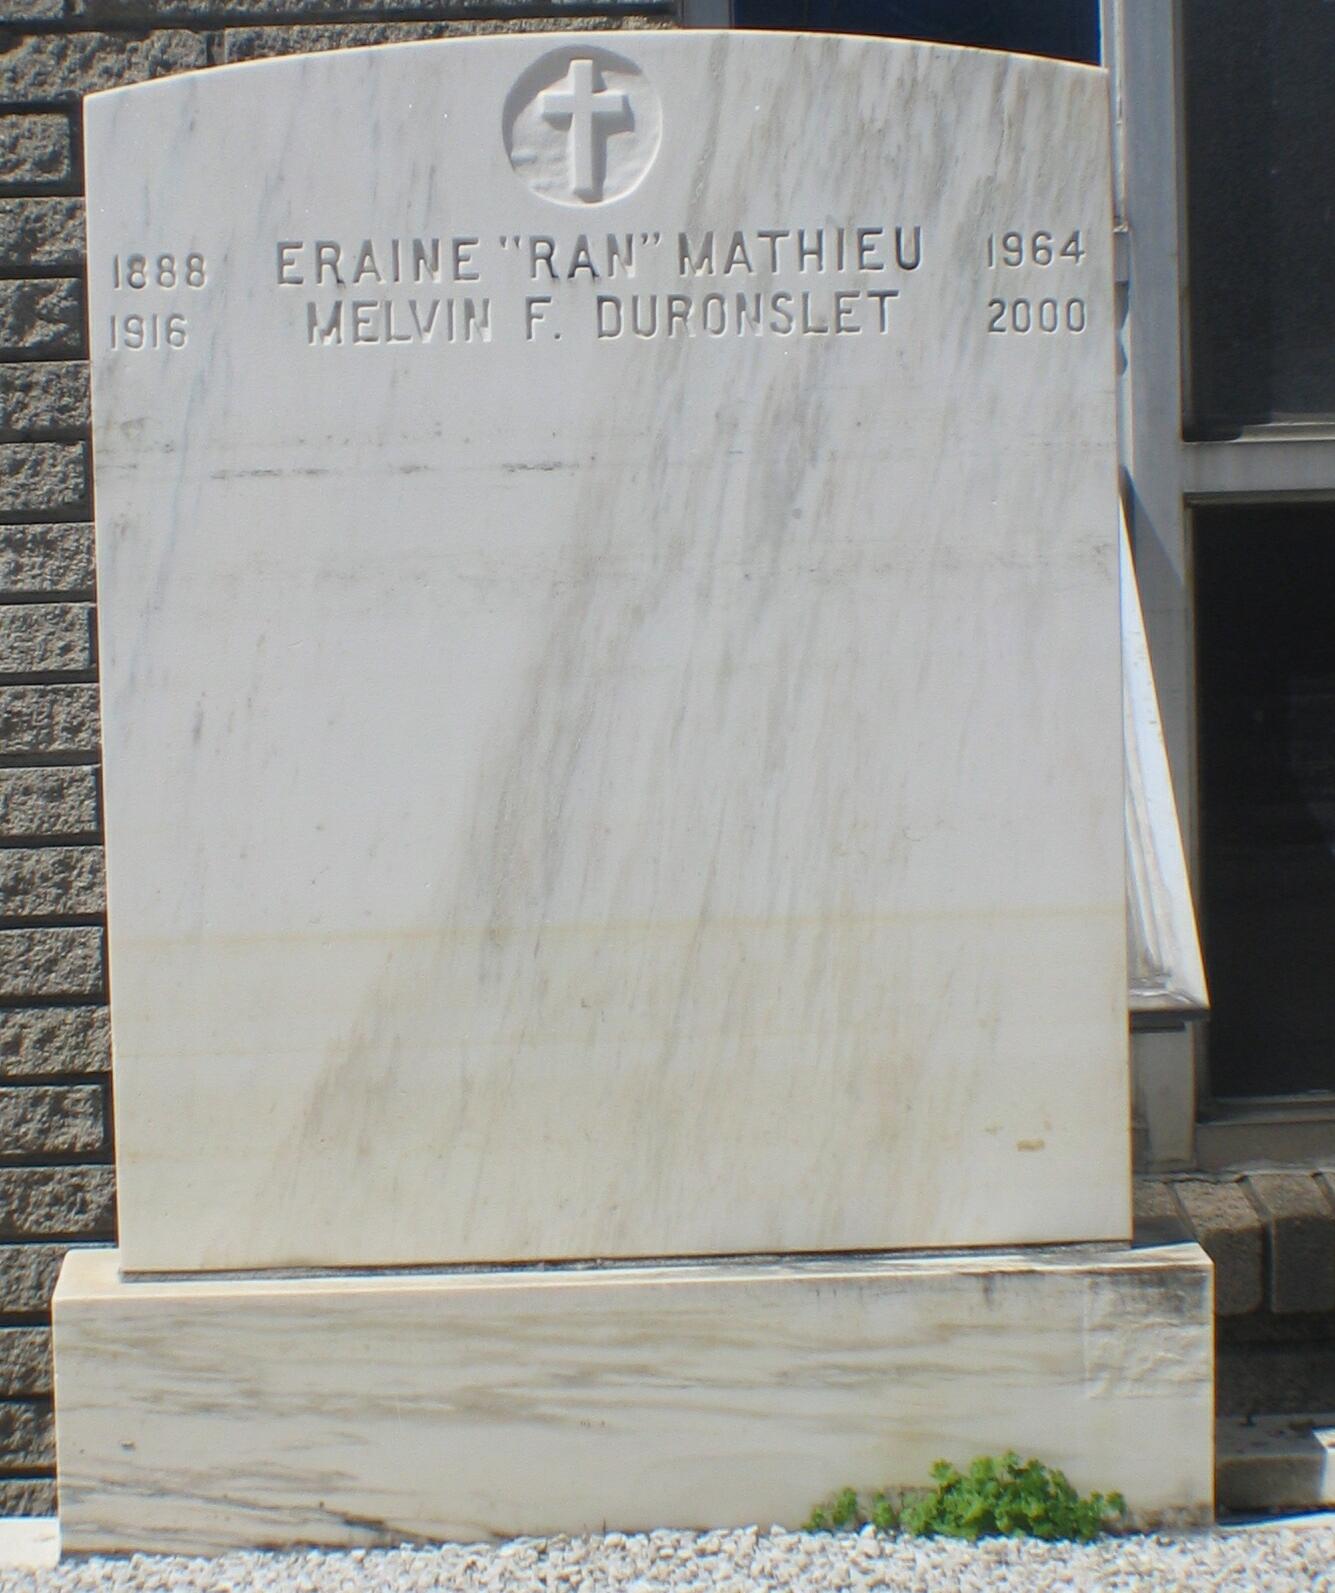 1888 ERAINE "RAN" MATHIEU 1964
1916 MELVIN F. DURONSLET 2000